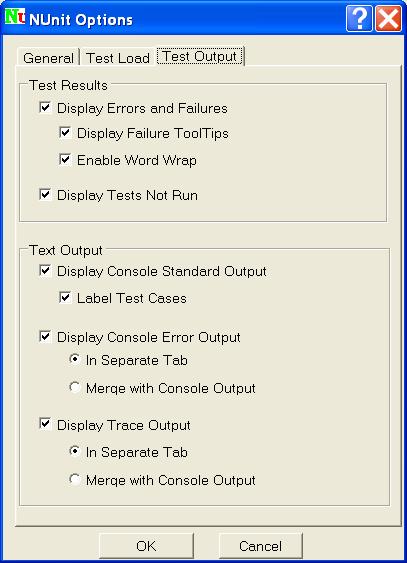 Nu NUnit Options
General Test Load Test Output
Test Results
Display Errors and Failures
Display Failure ToolTips
Enable Word Wrap
Display Tests Not Run
Text Output
Display Console Standard Output
Label Test Cases
Display Console Error Output
In Separate Tab
Merge with Console Output
Display Trace Output
In Separate Tab
Merge with Console Output
OK Cancel